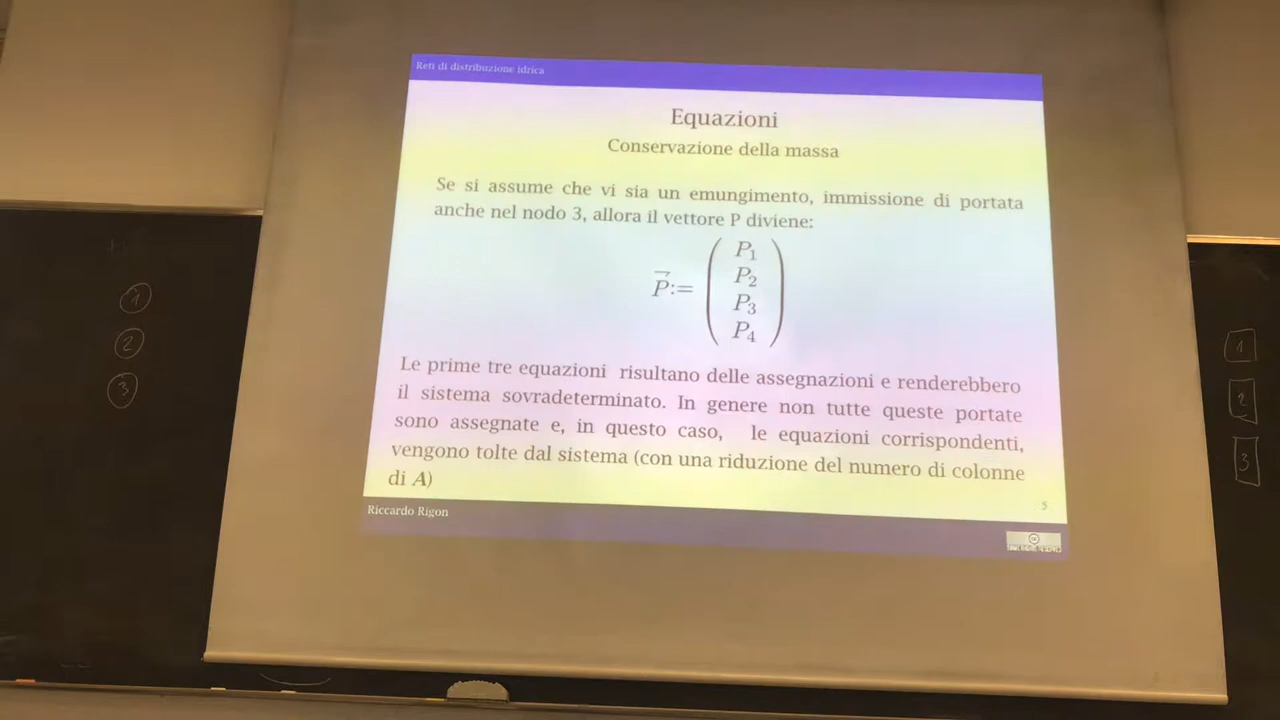 Reti di distribuzione idrica
Equazioni
Conservazione della massa
Se si assume che vi sia un emungimento, immissione di portata
anche nel nodo 3, allora il vettore P diviene:
P₁
P₂
P⃗:=
P₃
P₄
Le prime tre equazioni risultano delle assegnazioni e renderebbero
il sistema sovradeterminato. In genere non tutte queste portate
sono assegnate e, in questo caso, le equazioni corrispondenti,
vengono tolte dal sistema (con una riduzione del numero di colonne
di A)
5
Riccardo Rigon
1
2
3
1
2
3